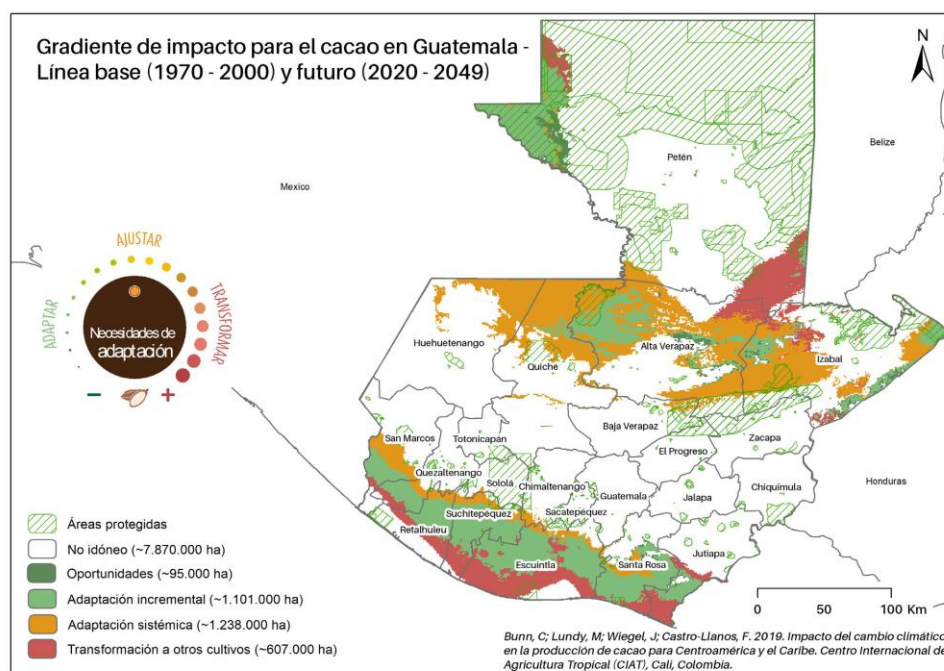 Gradiente de impacto para el cacao en Guatemala -
Línea base (1970 - 2000) y futuro (2020 - 2049)
N
Belize
Petén
Mexico
AJUSTAR
ADAPTAR
TRANSFORMAR
Necesidades de
adaptación
− +
Huehuetenango
Quiché
Alta Verapaz
Izabal
Baja Verapaz
San Marcos
Totonicapán
El Progreso
Zacapa
Quezaltenango
Sololá
Chimaltenango
Guatemala
Jalapa
Chiquimula
Honduras
Suchitepéquez
Sacatepéquez
Retalhuleu
Escuintla
Santa Rosa
Jutiapa
Áreas protegidas
No idóneo (~7.870.000 ha)
Oportunidades (~95.000 ha)
Adaptación incremental (~1.101.000 ha)
Adaptación sistémica (~1.238.000 ha)
Transformación a otros cultivos (~607.000 ha)
0 50 100 Km
Bunn, C; Lundy, M; Wiegel, J; Castro-Llanos, F. 2019. Impacto del cambio climático
en la producción de cacao para Centroamérica y el Caribe. Centro Internacional de
Agricultura Tropical (CIAT), Cali, Colombia.